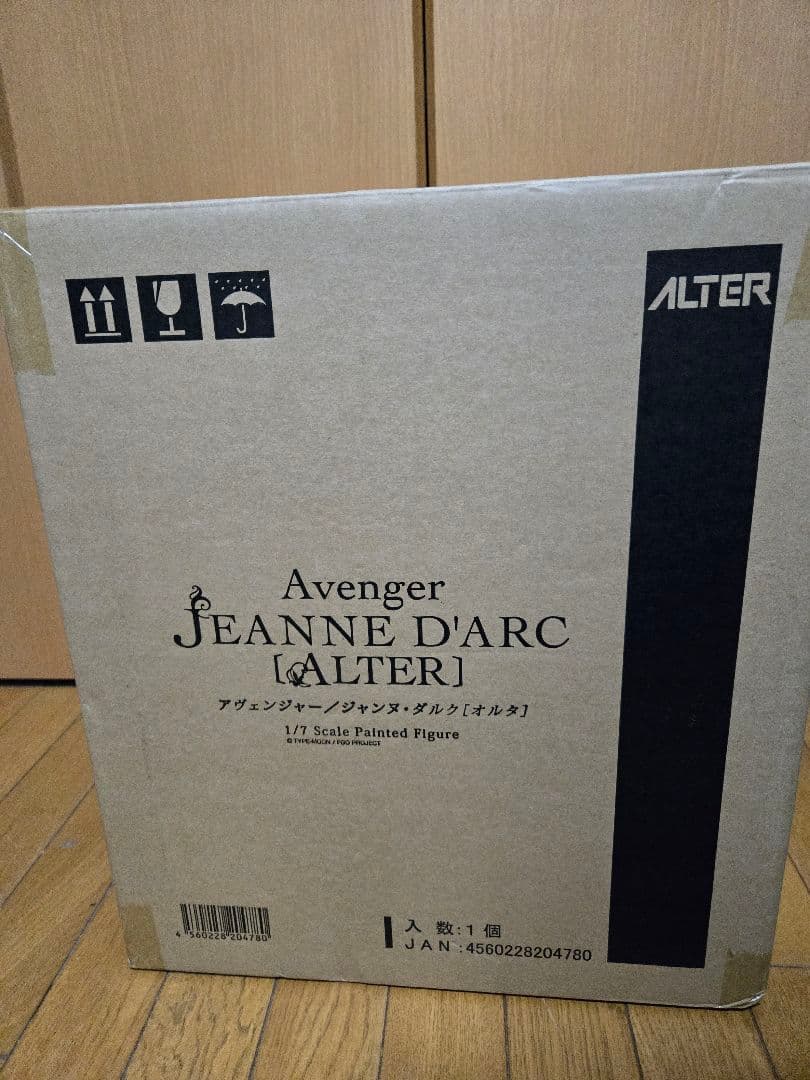 ALTER
Avenger
JEANNE D'ARC
[ALTER]
アヴェンジャー/ジャンヌ・ダルク[オルタ]
1/7 Scale Painted Figure
© TYPE-MOON / FGO PROJECT
4 560228 204780
入 数:1 個
JAN:4560228204780